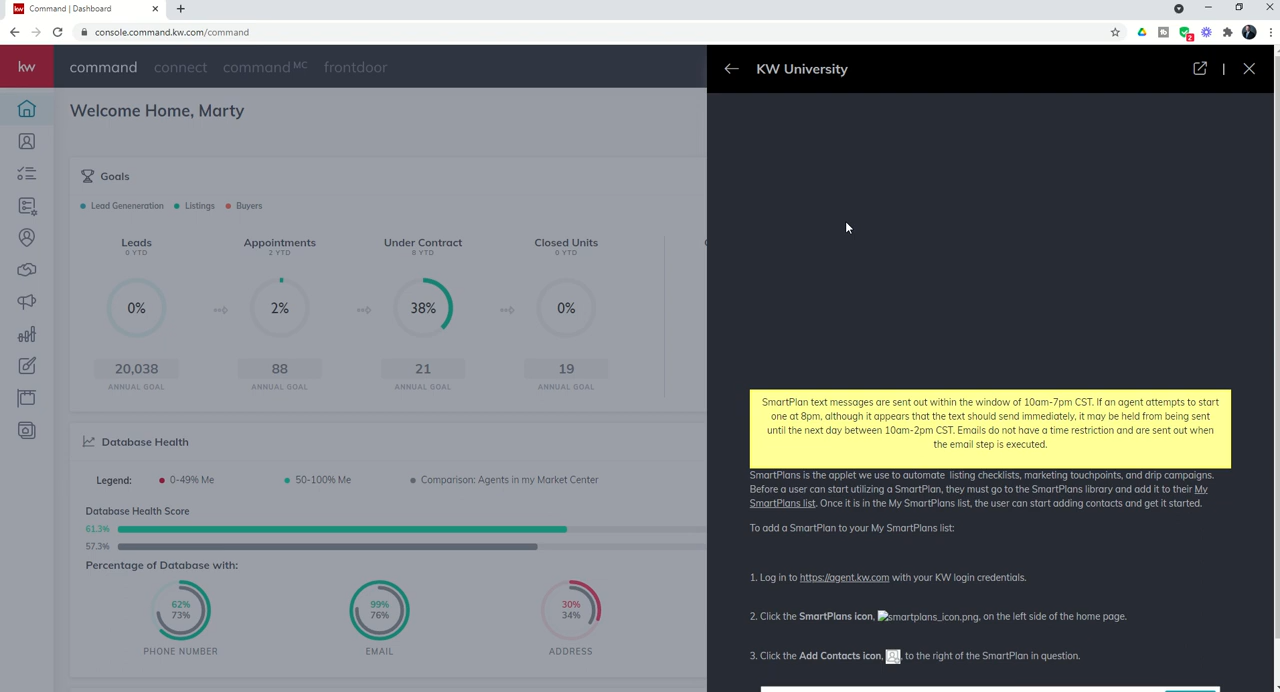 Command | Dashboard
console.command.kw.com/command
2
kw
command connect command MC frontdoor
KW University
Welcome Home, Marty
Goals
Lead Geneneration Listings Buyers
Leads Appointments Under Contract Closed Units
0 YTD 2 YTD 8 YTD 0 YTD
0% 2% 38% 0%
20,038 88 21 19
ANNUAL GOAL ANNUAL GOAL ANNUAL GOAL ANNUAL GOAL
Database Health
Legend: 0-49% Me 50-100% Me Comparison: Agents in my Market Center
Database Health Score
61.3%
57.3%
Percentage of Database with:
62% 99% 30%
73% 76% 34%
PHONE NUMBER EMAIL ADDRESS
SmartPlan text messages are sent out within the window of 10am-7pm CST. If an agent attempts to start
one at 8pm, although it appears that the text should send immediately, it may be held from being sent
until the next day between 10am-2pm CST. Emails do not have a time restriction and are sent out when
the email step is executed.
SmartPlans is the applet we use to automate listing checklists, marketing touchpoints, and drip campaigns.
Before a user can start utilizing a SmartPlan, they must go to the SmartPlans library and add it to their My
SmartPlans list. Once it is in the My SmartPlans list, the user can start adding contacts and get it started.
To add a SmartPlan to your My SmartPlans list:
1. Log in to https://agent.kw.com with your KW login credentials.
2. Click the SmartPlans icon, smartplans_icon.png, on the left side of the home page.
3. Click the Add Contacts icon, , to the right of the SmartPlan in question.